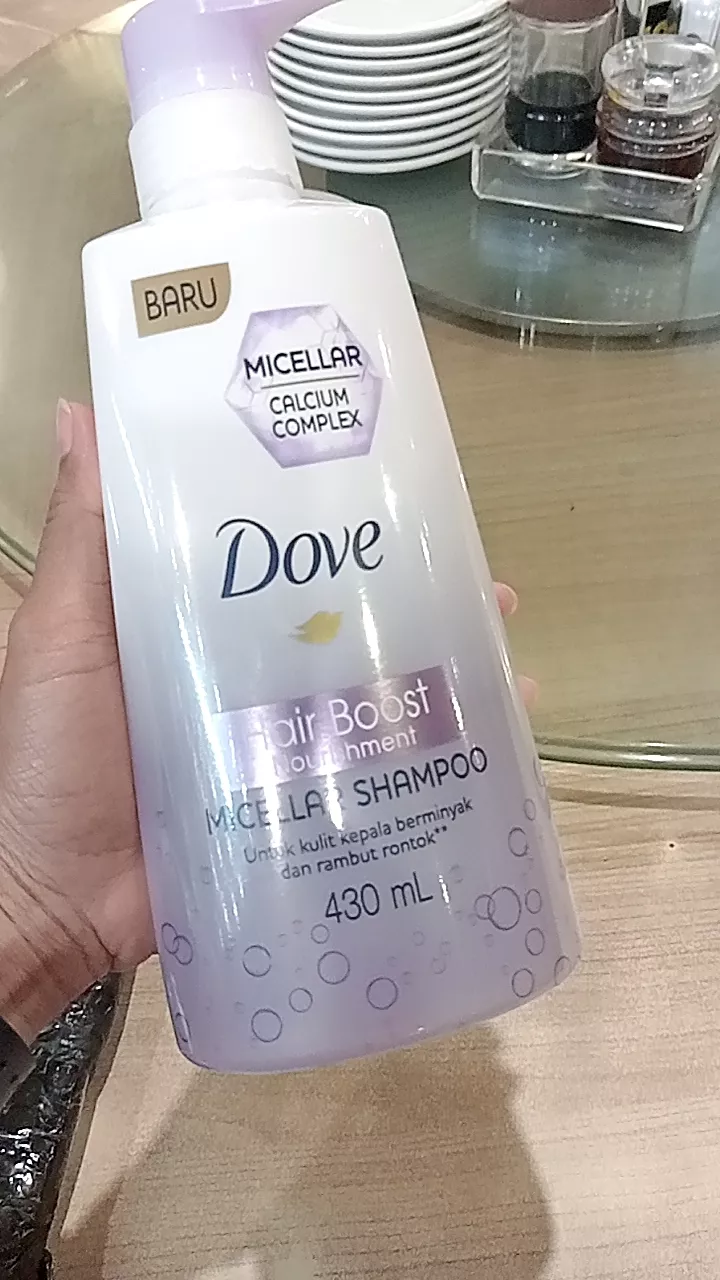 BARU
MICELLAR
CALCIUM
COMPLEX
Dove
Hair Boost
Nourishment
MICELLAR SHAMPOO
Untuk kulit kepala berminyak
dan rambut rontok**
430 mL